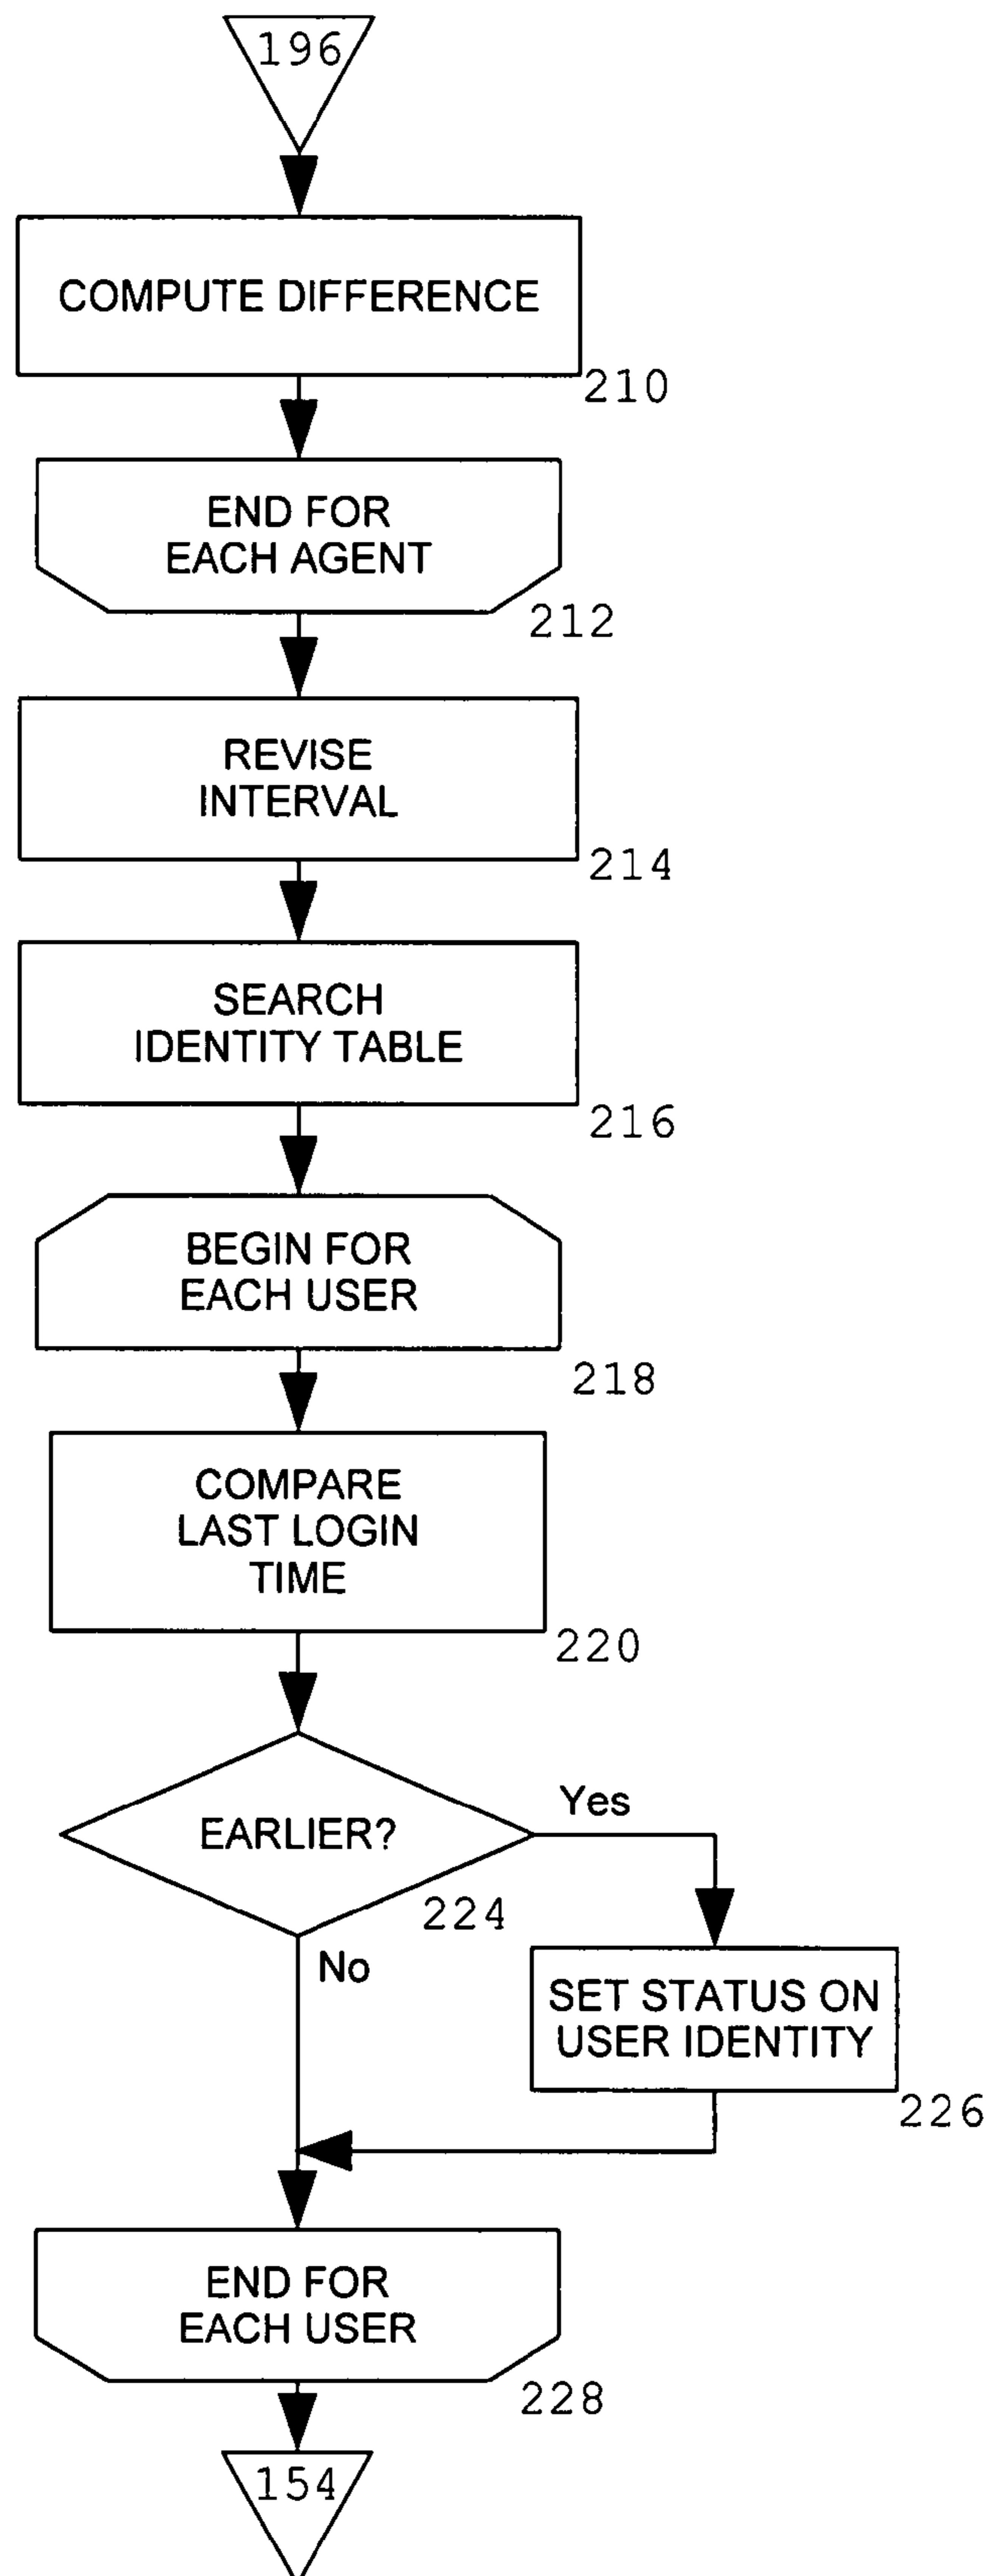 196
COMPUTE DIFFERENCE
210
END FOR
EACH AGENT
212
REVISE
INTERVAL
214
SEARCH
IDENTITY TABLE
216
BEGIN FOR
EACH USER
218
COMPARE
LAST LOGIN
TIME
220
EARLIER?
Yes
224
No
SET STATUS ON
USER IDENTITY
226
END FOR
EACH USER
228
154